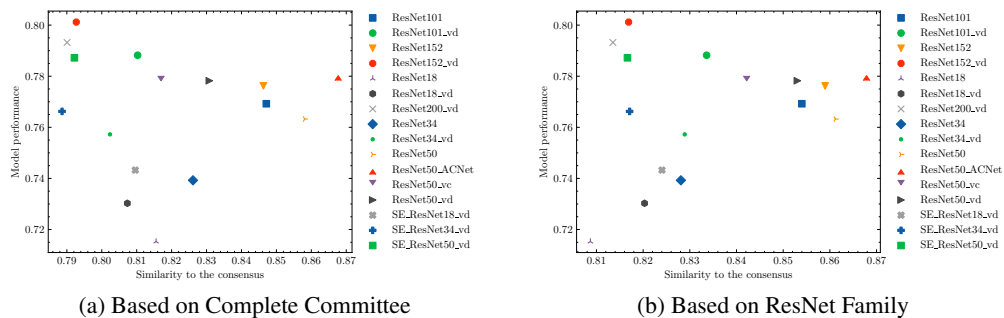 0.80
0.78
0.76
0.74
0.72
Model performance
0.79 0.80 0.81 0.82 0.83 0.84 0.85 0.86 0.87
Similarity to the consensus
ResNet101
ResNet101_vd
ResNet152
ResNet152_vd
ResNet18
ResNet18_vd
ResNet200_vd
ResNet34
ResNet34_vd
ResNet50
ResNet50_ACNet
ResNet50_vc
ResNet50_vd
SE_ResNet18_vd
SE_ResNet34_vd
SE_ResNet50_vd
(a) Based on Complete Committee
0.80
0.78
0.76
0.74
0.72
Model performance
0.81 0.82 0.83 0.84 0.85 0.86 0.87
Similarity to the consensus
ResNet101
ResNet101_vd
ResNet152
ResNet152_vd
ResNet18
ResNet18_vd
ResNet200_vd
ResNet34
ResNet34_vd
ResNet50
ResNet50_ACNet
ResNet50_vc
ResNet50_vd
SE_ResNet18_vd
SE_ResNet34_vd
SE_ResNet50_vd
(b) Based on ResNet Family